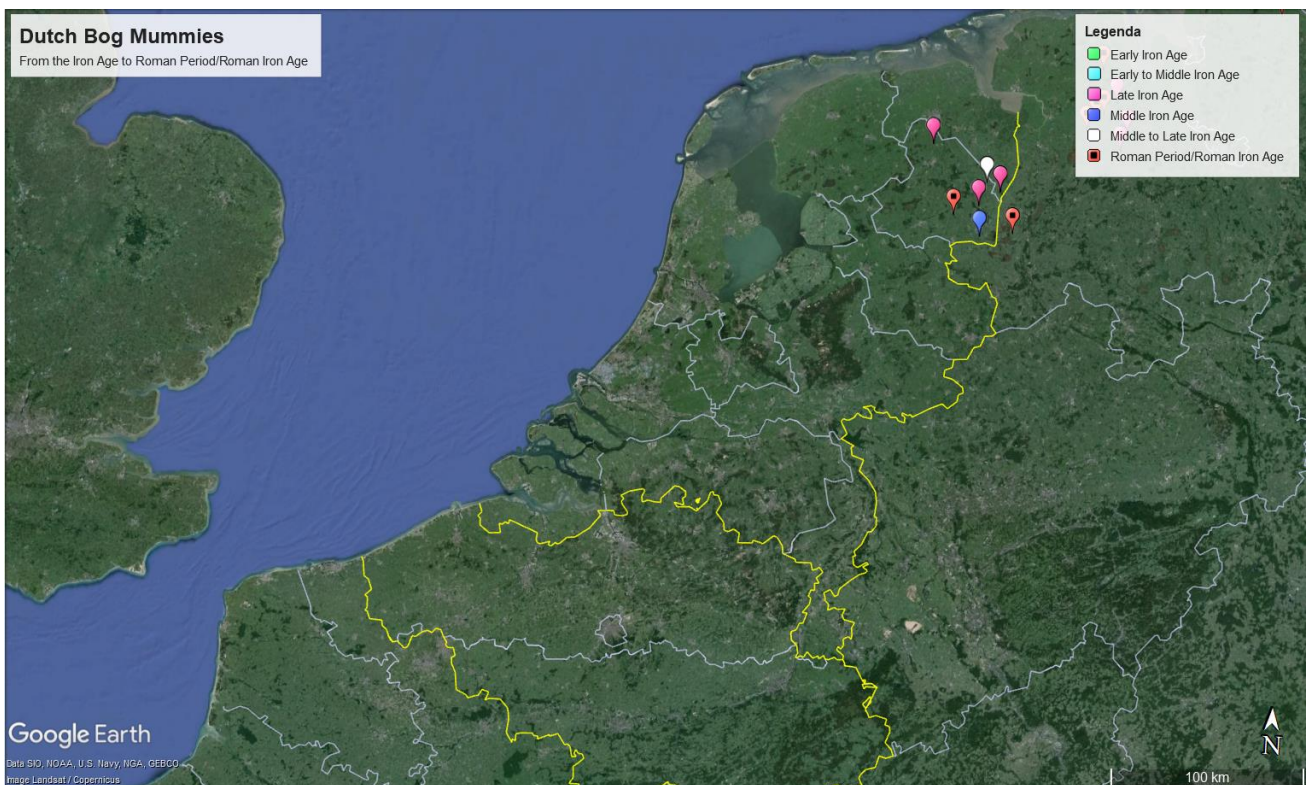 Dutch Bog Mummies
From the Iron Age to Roman Period/Roman Iron Age
Legenda
Early Iron Age
Early to Middle Iron Age
Late Iron Age
Middle Iron Age
Middle to Late Iron Age
Roman Period/Roman Iron Age
Google Earth
Data SIO, NOAA, U.S. Navy, NGA, GEBCO
Image Landsat / Copernicus
N
100 km